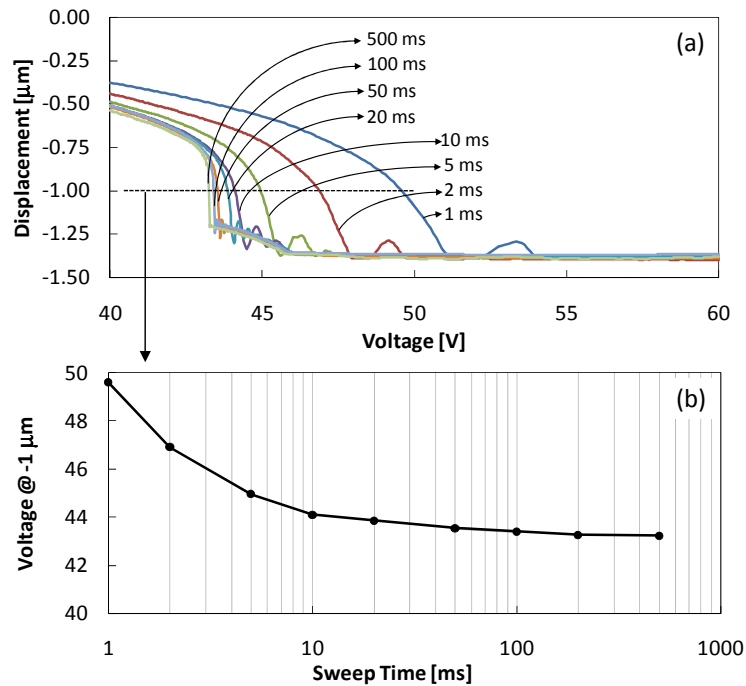 (a)
Displacement [μm]
0.00
-0.25
-0.50
-0.75
-1.00
-1.25
-1.50
500 ms
100 ms
50 ms
20 ms
10 ms
5 ms
2 ms
1 ms
40 45 50 55 60
Voltage [V]
(b)
Voltage @ -1 μm
50
48
46
44
42
40
1 10 100 1000
Sweep Time [ms]